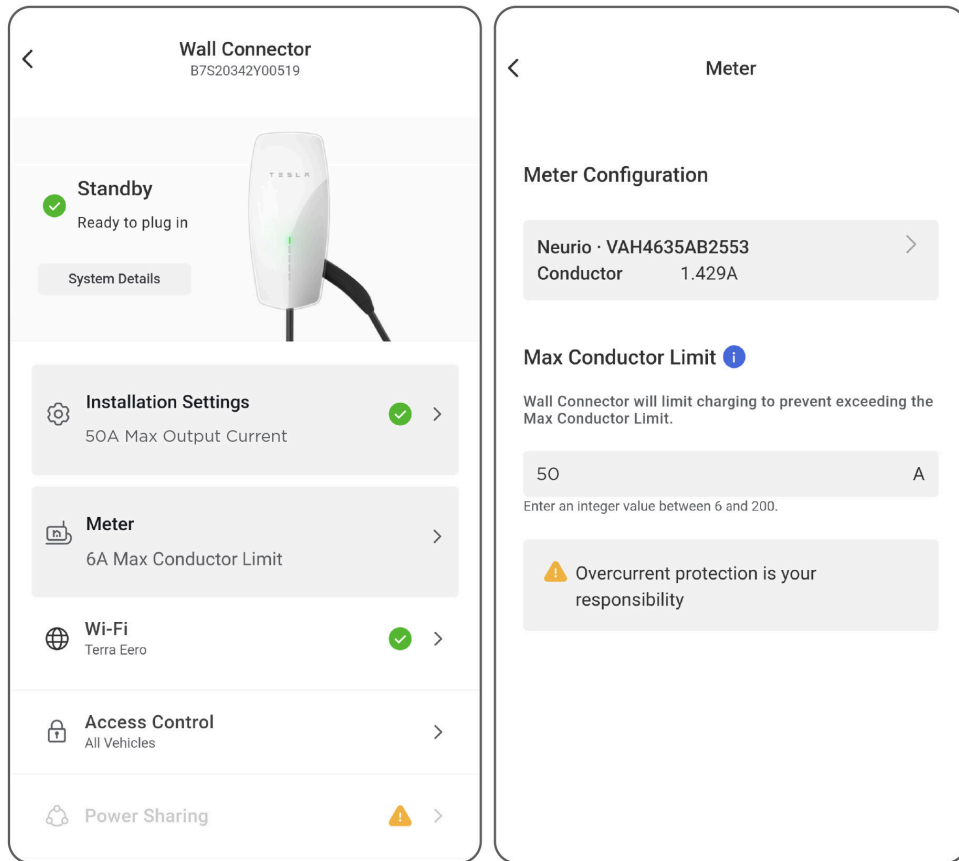 Wall Connector
B7S20342Y00519
TESLA
Standby
Ready to plug in
System Details
Installation Settings
50A Max Output Current
Meter
6A Max Conductor Limit
Wi-Fi
Terra Eero
Access Control
All Vehicles
Power Sharing
Meter
Meter Configuration
Neurio · VAH4635AB2553
Conductor 1.429A
Max Conductor Limit
Wall Connector will limit charging to prevent exceeding the
Max Conductor Limit.
50 A
Enter an integer value between 6 and 200.
Overcurrent protection is your
responsibility